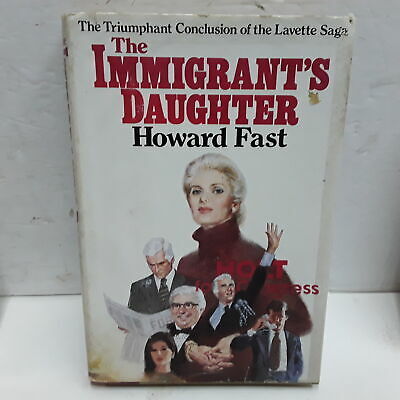 The Triumphant Conclusion of the Lavette Saga
The
IMMIGRANT'S
DAUGHTER
Howard Fast